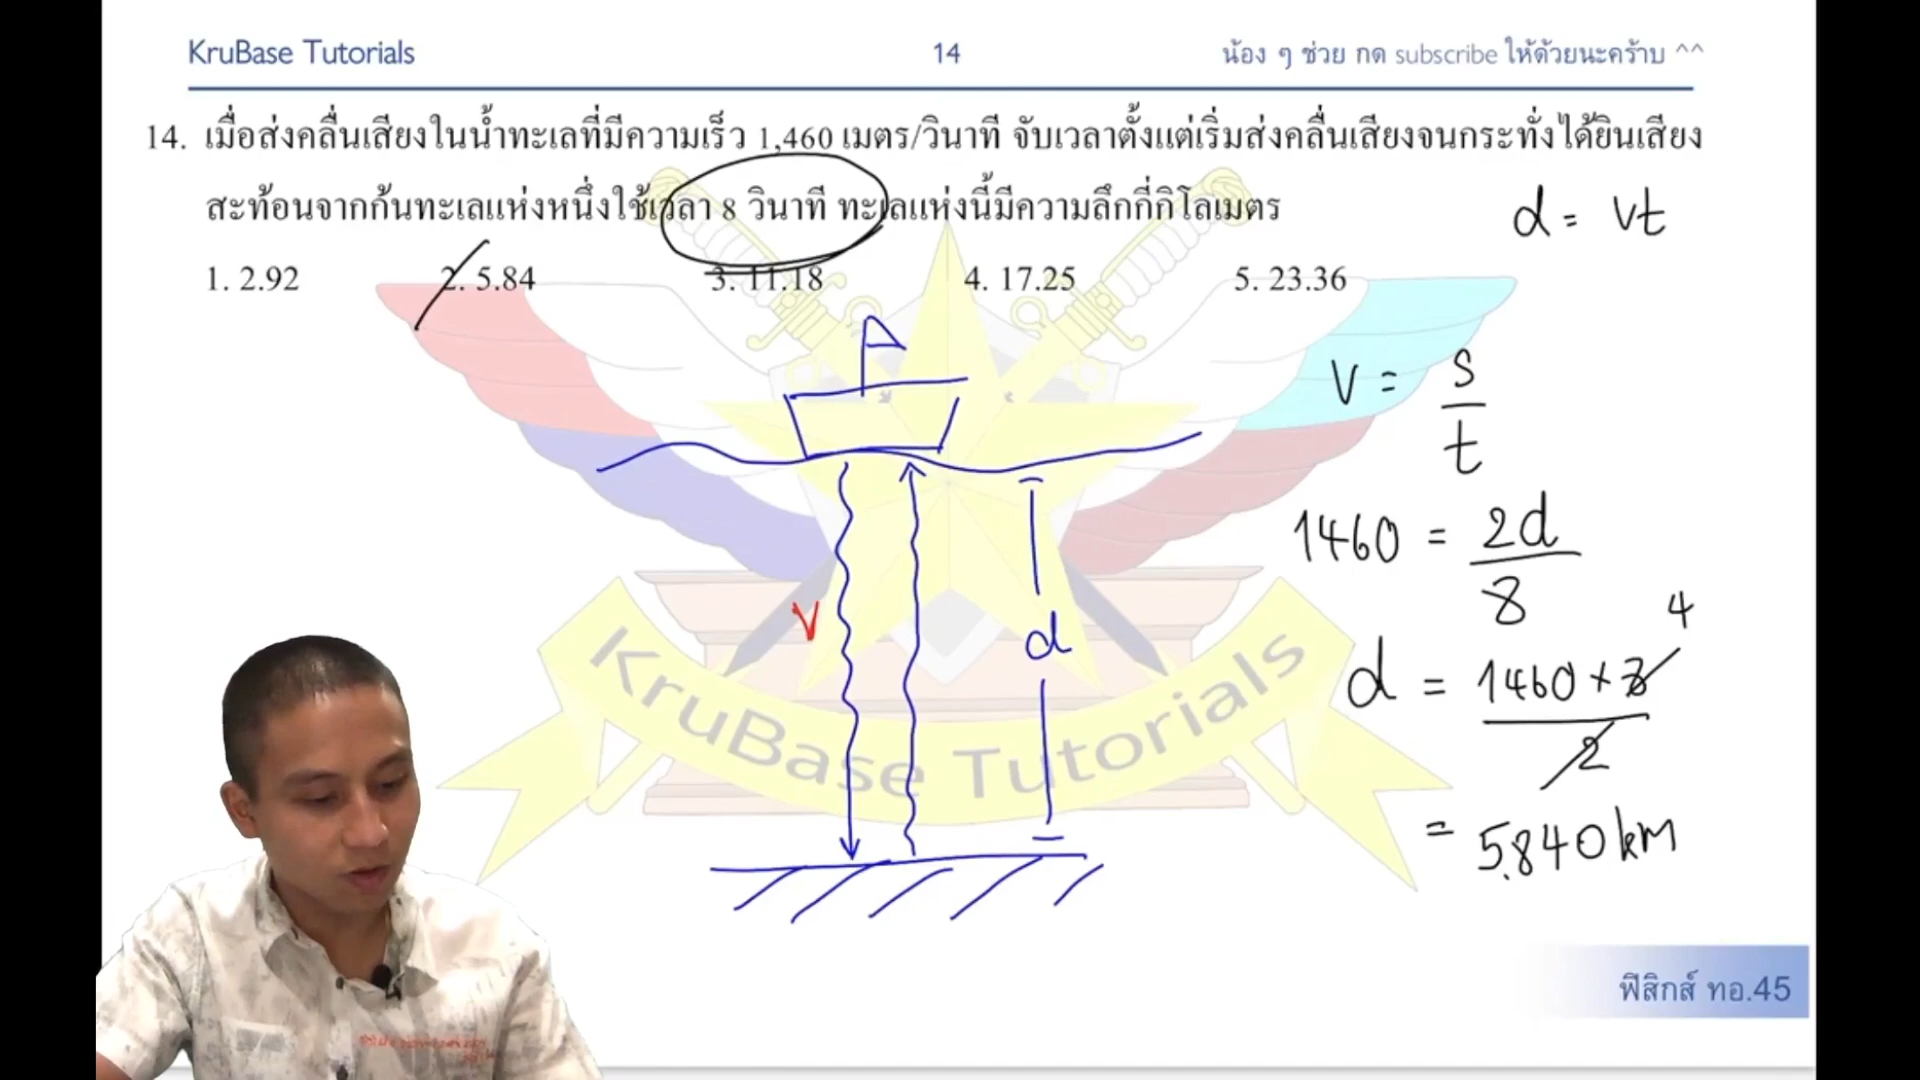 KruBase Tutorials
14
น้อง ๆ ช่วย กด subscribe ให้ด้วยนะคร้าบ ^^
14. เมื่อส่งคลื่นเสียงในน้ำทะเลที่มีความเร็ว 1,460 เมตร/วินาที จับเวลาตั้งแต่เริ่มส่งคลื่นเสียงจนกระทั่งได้ยินเสียง
สะท้อนจากก้นทะเลแห่งหนึ่งใช้เวลา 8 วินาที ทะเลแห่งนี้มีความลึกกี่กิโลเมตร
1. 2.92 2. 5.84 3. 11.18 4. 17.25 5. 23.36
d = vt
v = s/t
1460 = 2d/8
4
d = 1460 × 8/2
= 5.840 km
V
d
KruBase Tutorials
ฟิสิกส์ ทอ.45